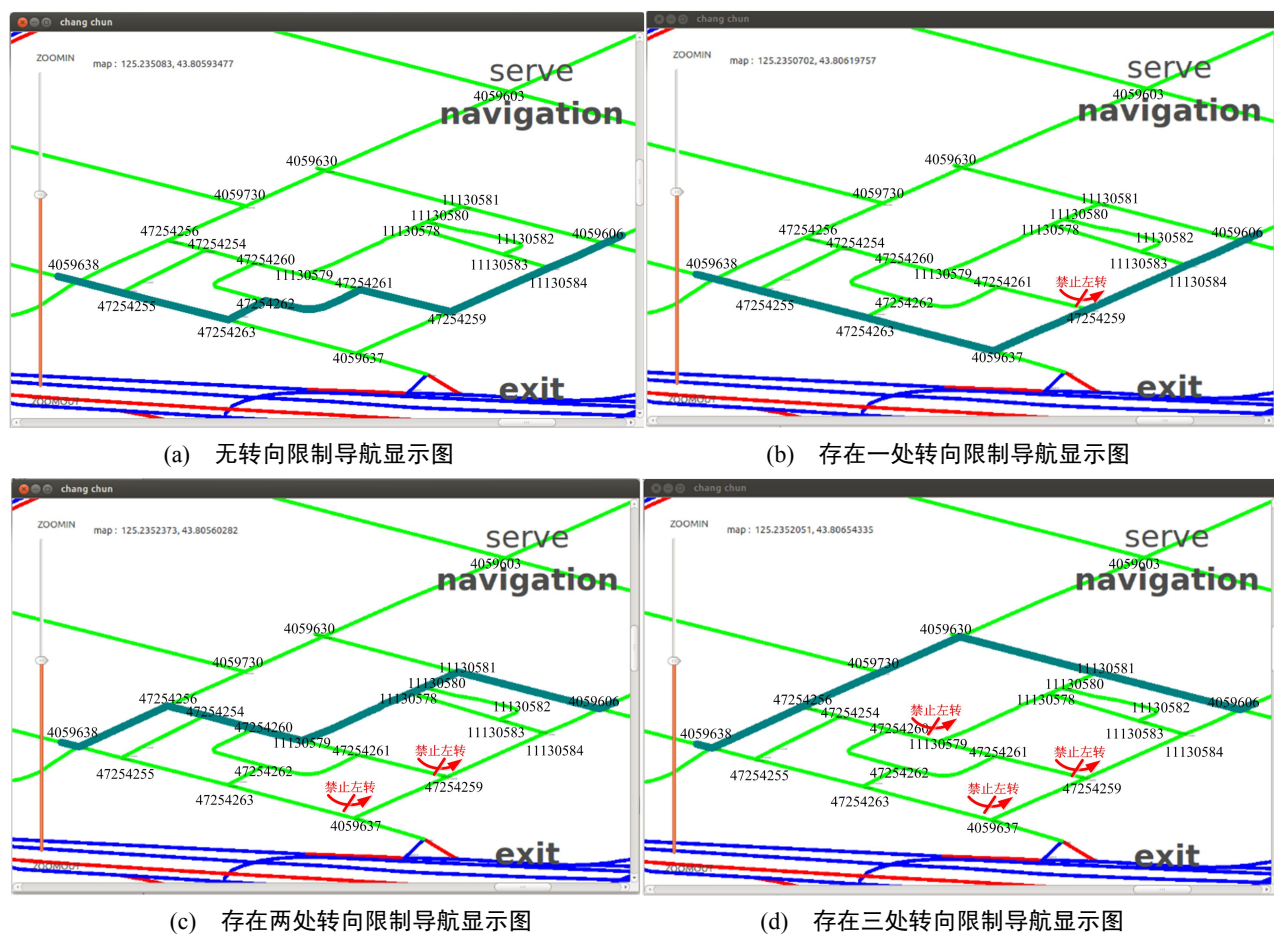 chang chun
ZOOMIN
map : 125.235083, 43.80593477
serve
4059603
navigation
4059630
4059730
11130581
11130580
47254256
11130578
47254254
11130582
4059606
4059638
47254260
11130583
11130579
47254261
11130584
47254255
47254262
47254263
47254259
4059637
exit
ZOOMOUT
(a) 无转向限制导航显示图
chang chun
ZOOMIN
map : 125.2350702, 43.80619757
serve
4059603
navigation
4059630
4059730
11130581
11130580
47254256
11130578
47254254
11130582
4059606
4059638
47254260
11130583
11130579
47254261
禁止左转
11130584
47254255
47254262
47254263
47254259
4059637
exit
ZOOMOUT
(b) 存在一处转向限制导航显示图
chang chun
ZOOMIN
map : 125.2352373, 43.80560282
serve
4059603
navigation
4059630
4059730
11130581
11130580
47254256
11130578
47254254
11130582
4059606
4059638
47254260
11130583
11130579
47254261
禁止左转
11130584
47254255
47254262
47254263
禁止左转
47254259
4059637
exit
ZOOMOUT
(c) 存在两处转向限制导航显示图
chang chun
ZOOMIN
map : 125.2352051, 43.80654335
serve
4059603
navigation
4059630
4059730
11130581
11130580
47254256
11130578
47254254
禁止左转
11130582
4059606
4059638
47254260
11130583
11130579
47254261
禁止左转
11130584
47254255
47254262
47254263
禁止左转
47254259
4059637
exit
ZOOMOUT
(d) 存在三处转向限制导航显示图